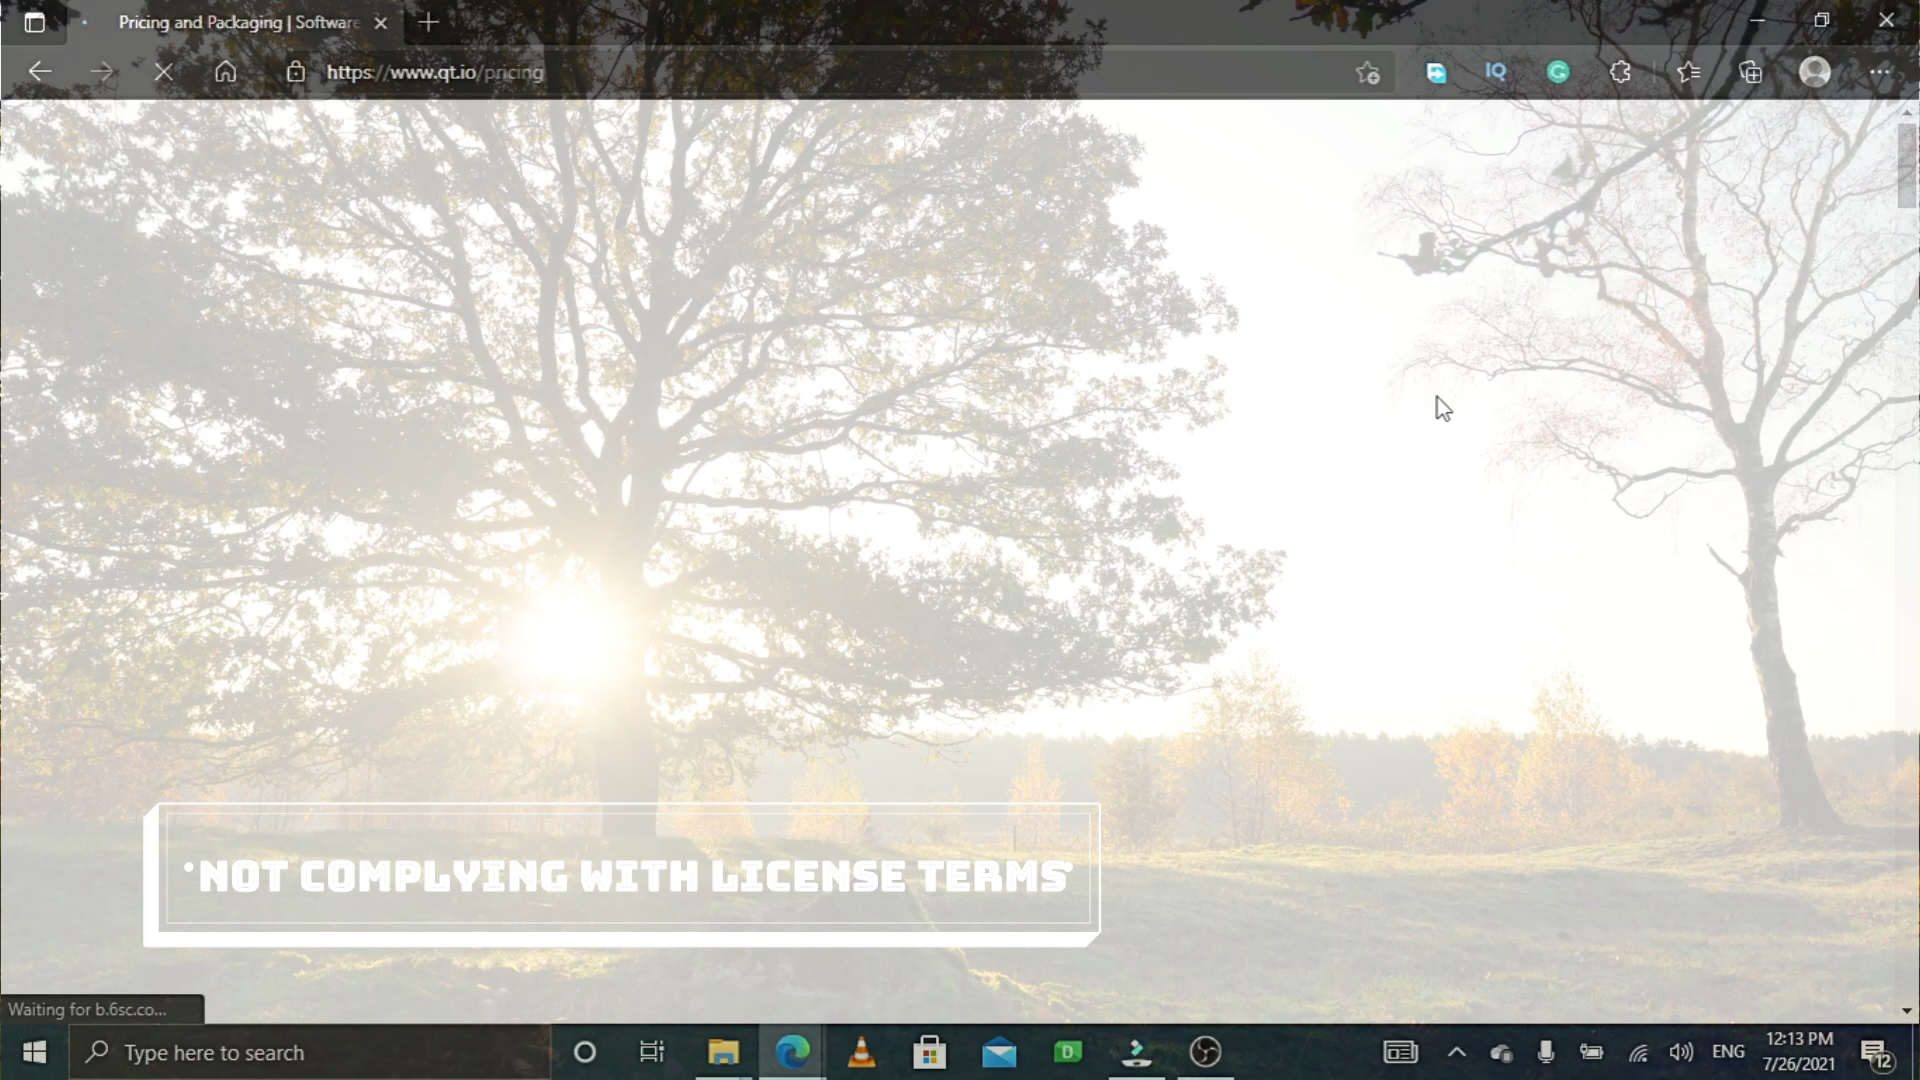 Pricing and Packaging | Software
https://www.qt.io/pricing
IQ
G
•NOT COMPLYING WITH LICENSE TERMS•
Waiting for b.6sc.co...
Type here to search
D
ENG
12:13 PM
7/26/2021
12